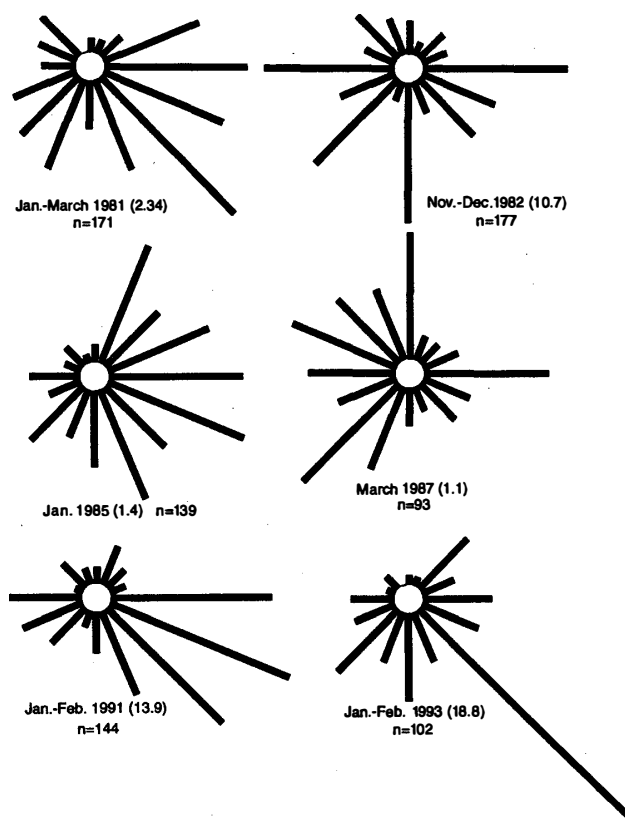 Jan.-March 1981 (2.34)
n=171
Nov.-Dec.1982 (10.7)
n=177
Jan. 1985 (1.4) n=139
March 1987 (1.1)
n=93
Jan.-Feb. 1991 (13.9)
n=144
Jan.-Feb. 1993 (18.8)
n=102